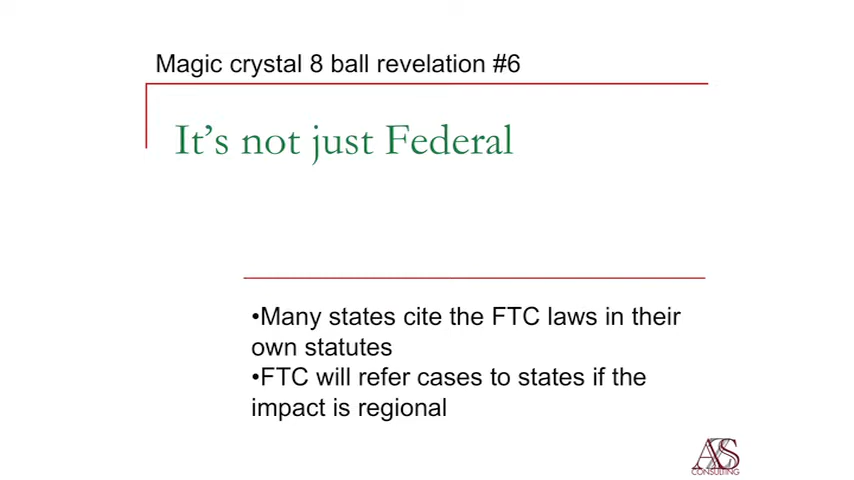 Magic crystal 8 ball revelation #6
It's not just Federal
•Many states cite the FTC laws in their
own statutes
•FTC will refer cases to states if the
impact is regional
AZS
CONSULTING